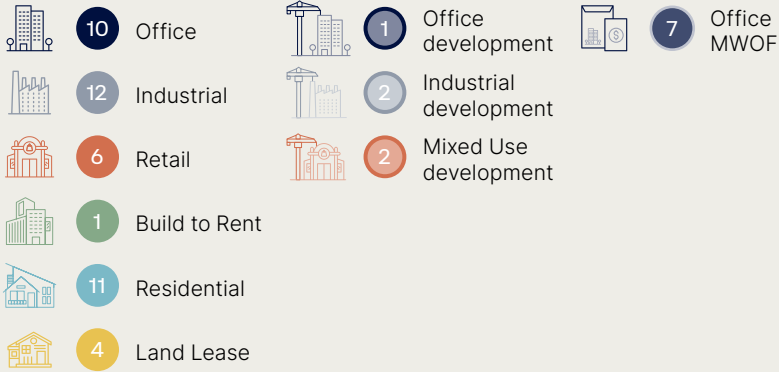 10 Office
12 Industrial
6 Retail
1 Build to Rent
11 Residential
4 Land Lease
1 Office
development
2 Industrial
development
2 Mixed Use
development
$
7 Office
MWOF